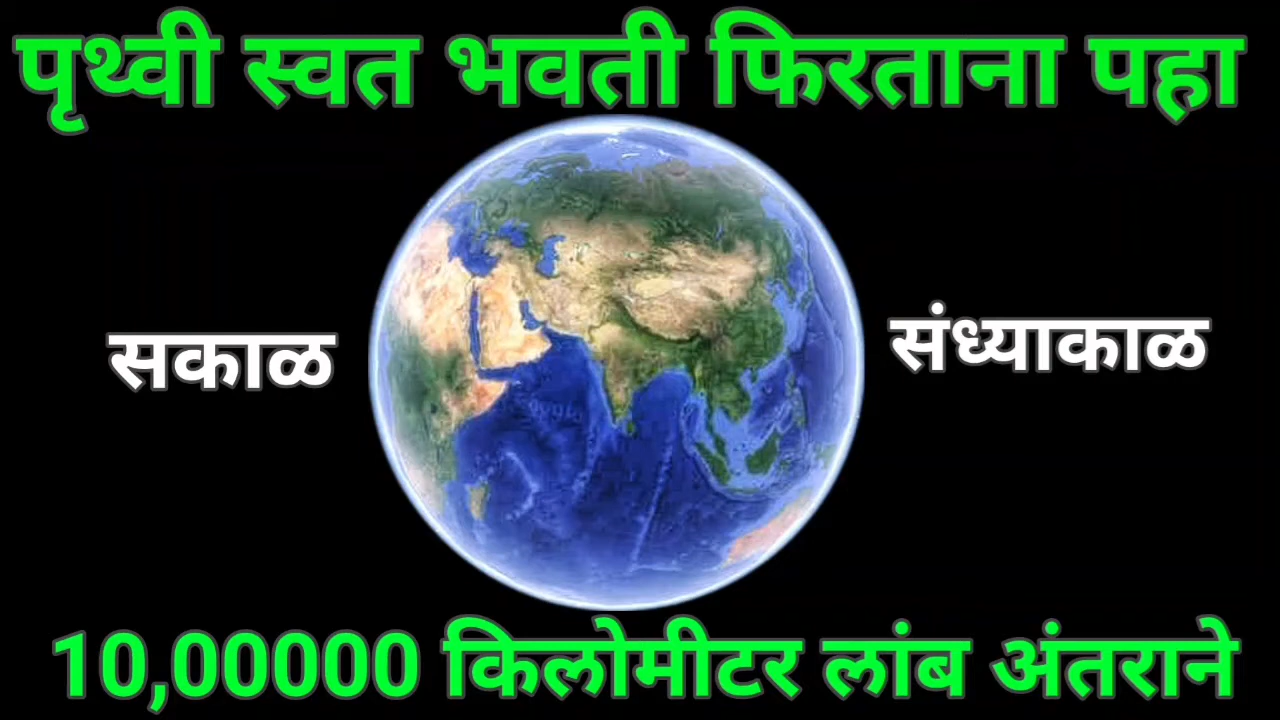 पृथ्वी स्वत भवती फिरताना पहा
सकाळ
संध्याकाळ
10,00000 किलोमीटर लांब अंतराने